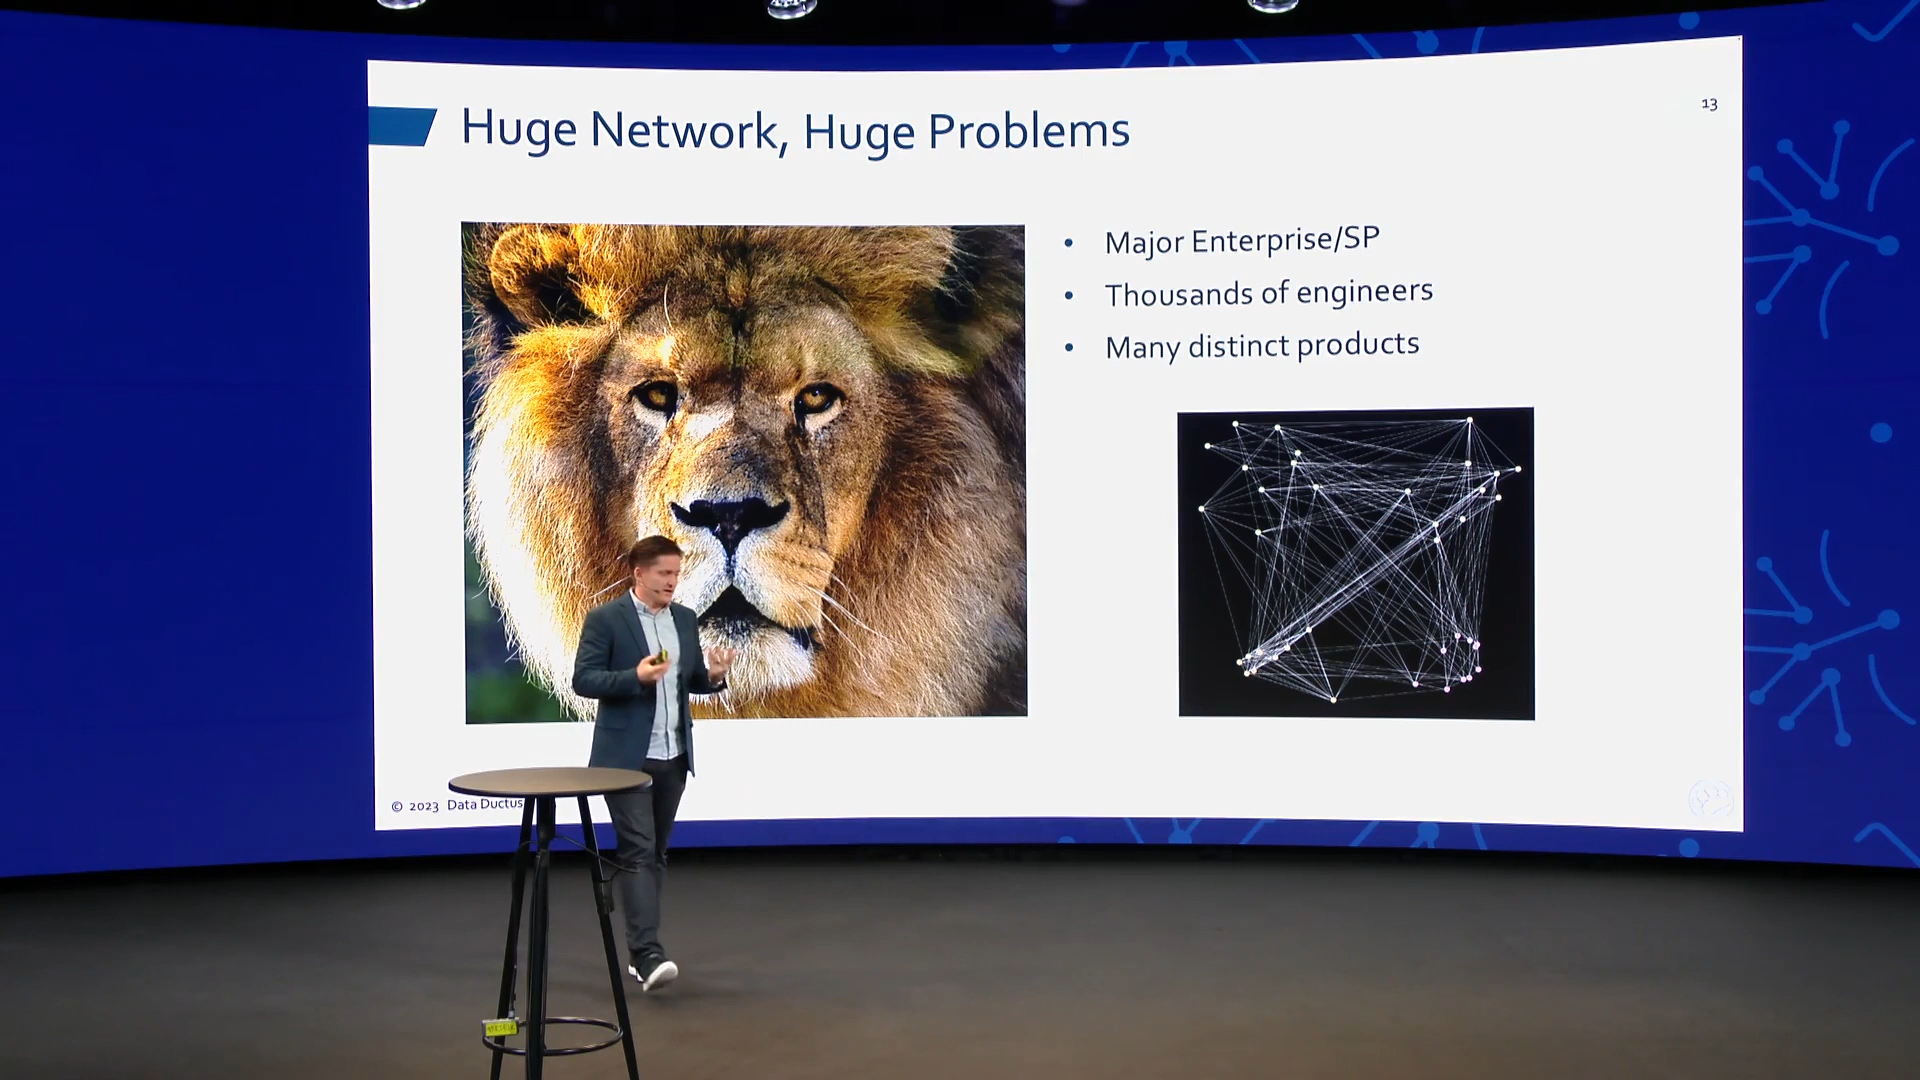 13
Huge Network, Huge Problems
• Major Enterprise/SP
• Thousands of engineers
• Many distinct products
© 2023 Data Ductus